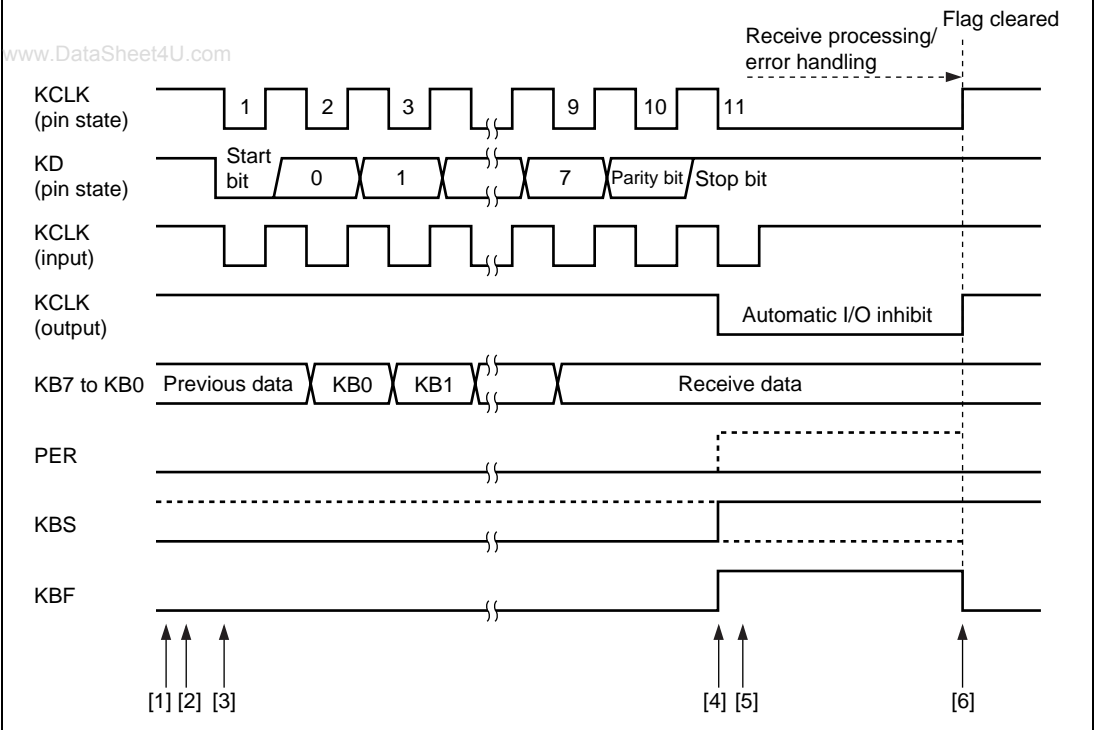 Flag cleared
Receive processing/
error handling
www.DataSheet4U.com
KCLK
(pin state)
1 2 3 9 10 11
KD
(pin state)
Start
bit
0 1 7 Parity bit Stop bit
KCLK
(input)
KCLK
(output)
Automatic I/O inhibit
KB7 to KB0 Previous data KB0 KB1 Receive data
PER
KBS
KBF
[1] [2] [3] [4] [5] [6]